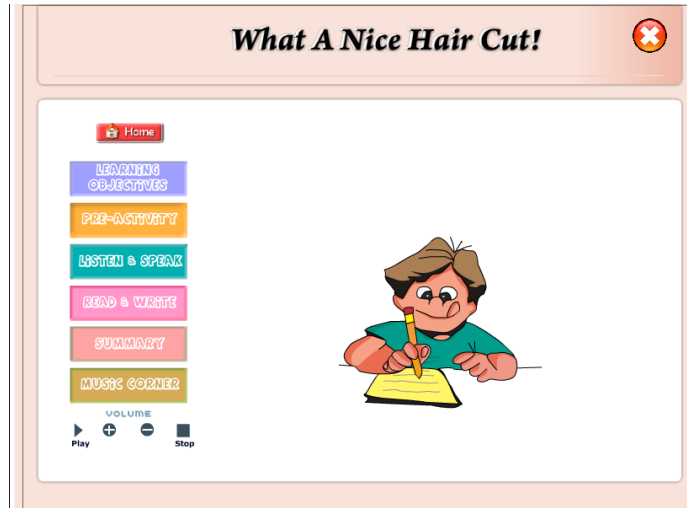 What A Nice Hair Cut!
Home
LEARNING
OBJECTIVES
PRE-ACTIVITY
LISTEN & SPEAK
READ & WRITE
SUMMARY
MUSIC CORNER
VOLUME
Play
Stop